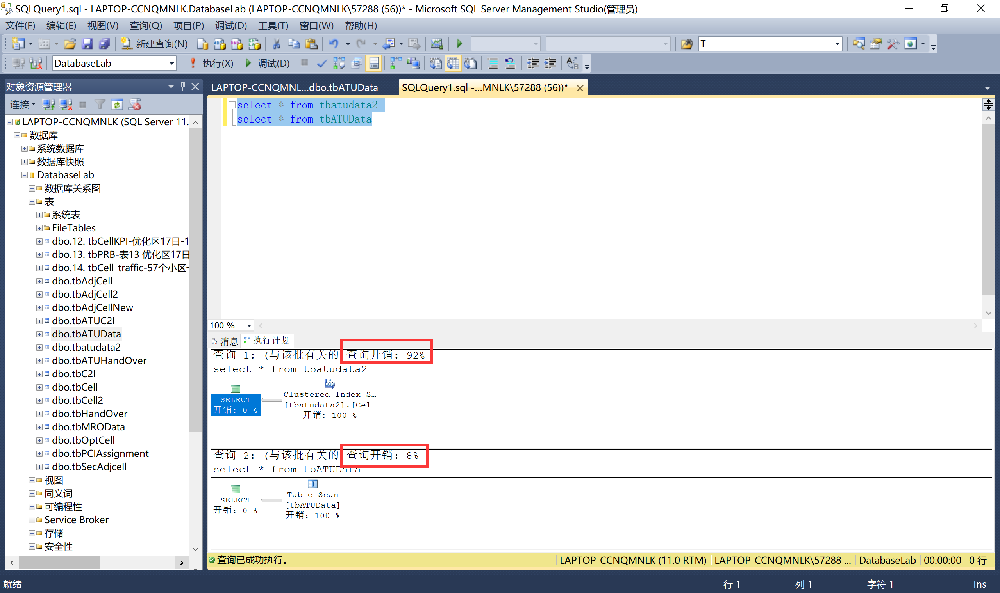 SQLQuery1.sql - LAPTOP-CCNQMNLK.DatabaseLab (LAPTOP-CCNQMNLK\57288 (56))* - Microsoft SQL Server Management Studio(管理员)
文件(F) 编辑(E) 视图(V) 查询(Q) 项目(P) 调试(D) 工具(T) 窗口(W) 帮助(H)
新建查询(N) MDX DMX XMLA T
DatabaseLab 执行(X) 调试(D)
对象资源管理器
连接
LAPTOP-CCNQMNLK (SQL Server 11.
数据库
系统数据库
数据库快照
DatabaseLab
数据库关系图
表
系统表
FileTables
dbo.12. tbCellKPI-优化区17日-1
dbo.13. tbPRB-表13 优化区17日
dbo.14. tbCell_traffic-57个小区-
dbo.tbAdjCell
dbo.tbAdjCell2
dbo.tbAdjCellNew
dbo.tbATUC2I
dbo.tbATUData
dbo.tbatudata2
dbo.tbATUHandOver
dbo.tbC2I
dbo.tbCell
dbo.tbCell2
dbo.tbHandOver
dbo.tbMROData
dbo.tbOptCell
dbo.tbPCIAssignment
dbo.tbSecAdjcell
视图
同义词
可编程性
Service Broker
存储
安全性
LAPTOP-CCNQMNL...dbo.tbATUData SQLQuery1.sql -...MNLK\57288 (56))*
select * from tbatudata2
select * from tbATUData
100 %
消息 执行计划
查询 1: (与该批有关的)查询开销: 92%
select * from tbatudata2
SELECT
开销: 0 %
Clustered Index S…
[tbatudata2].[Cel…
开销: 100 %
查询 2: (与该批有关的)查询开销: 8%
select * from tbATUData
SELECT
开销: 0 %
Table Scan
[tbATUData]
开销: 100 %
查询已成功执行。 LAPTOP-CCNQMNLK (11.0 RTM) LAPTOP-CCNQMNLK\57288 ... DatabaseLab 00:00:00 0 行
就绪 行 1 列 1 字符 1 Ins